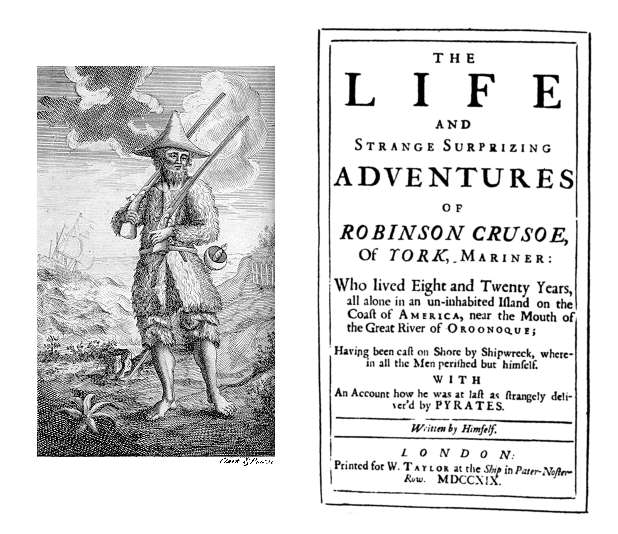 THE
LIFE
AND
STRANGE SURPRIZING
ADVENTURES
OF
ROBINSON CRUSOE,
Of YORK, MARINER:
Who lived Eight and Twenty Years,
all alone in an un-inhabited Iſland on the
Coaſt of AMERICA, near the Mouth of
the Great River of OROONOQUE;
Having been caſt on Shore by Shipwreck, where-
in all the Men periſhed but himſelf.
WITH
An Account how he was at laſt as ſtrangely deli-
ver'd by PYRATES.
Written by Himſelf.
LONDON:
Printed for W. TAYLOR at the Ship in Pater-Noſter-
Row. MDCCXIX.